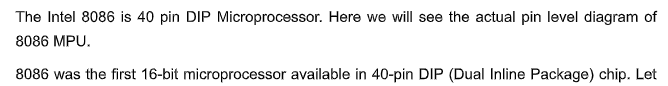 The Intel 8086 is 40 pin DIP Microprocessor. Here we will see the actual pin level diagram of
8086 MPU.
8086 was the first 16-bit microprocessor available in 40-pin DIP (Dual Inline Package) chip. Let